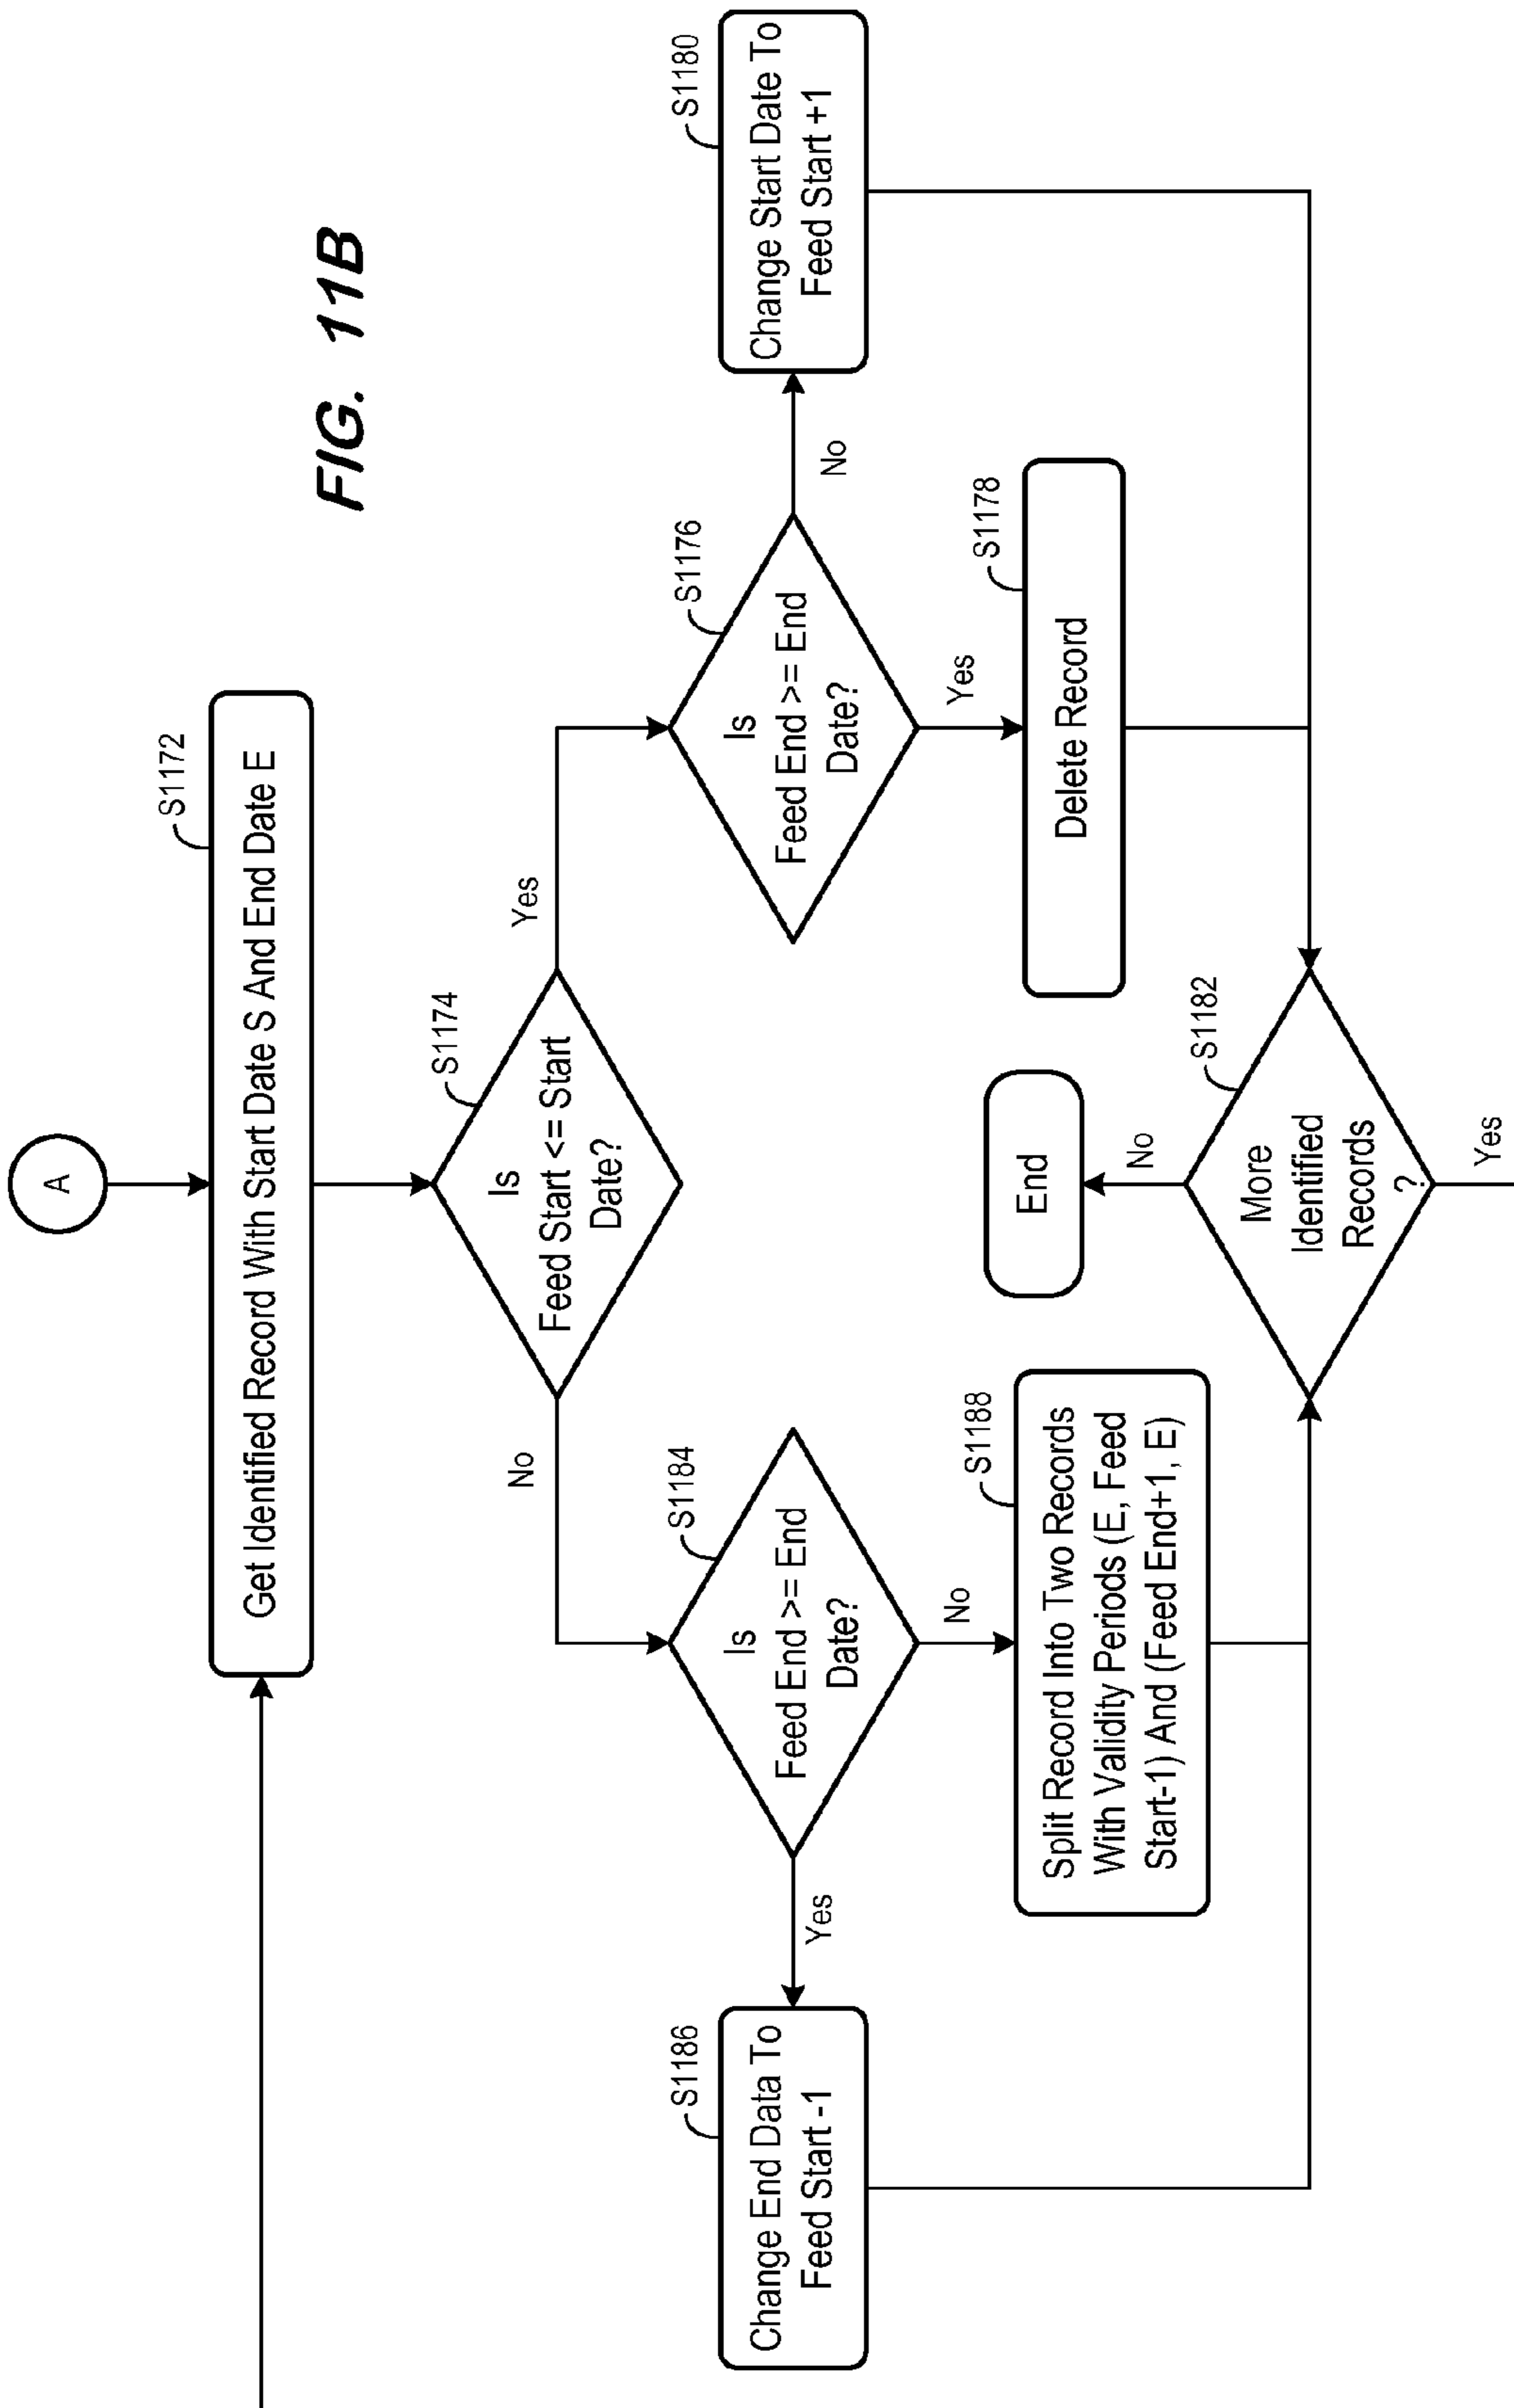 FIG. 11B
A
S1172
Get Identified Record With Start Date S And End Date E
S1174
Is
Feed Start <= Start
Date?
No
Yes
S1184
Is
Feed End >= End
Date?
S1176
Is
Feed End >= End
Date?
Yes
No
Yes
No
S1186
Change End Data To
Feed Start -1
S1188
Split Record Into Two Records
With Validity Periods (E, Feed
Start-1) And (Feed End+1, E)
S1178
Delete Record
S1180
Change Start Date To
Feed Start +1
End
No
S1182
More
Identified
Records
?
Yes